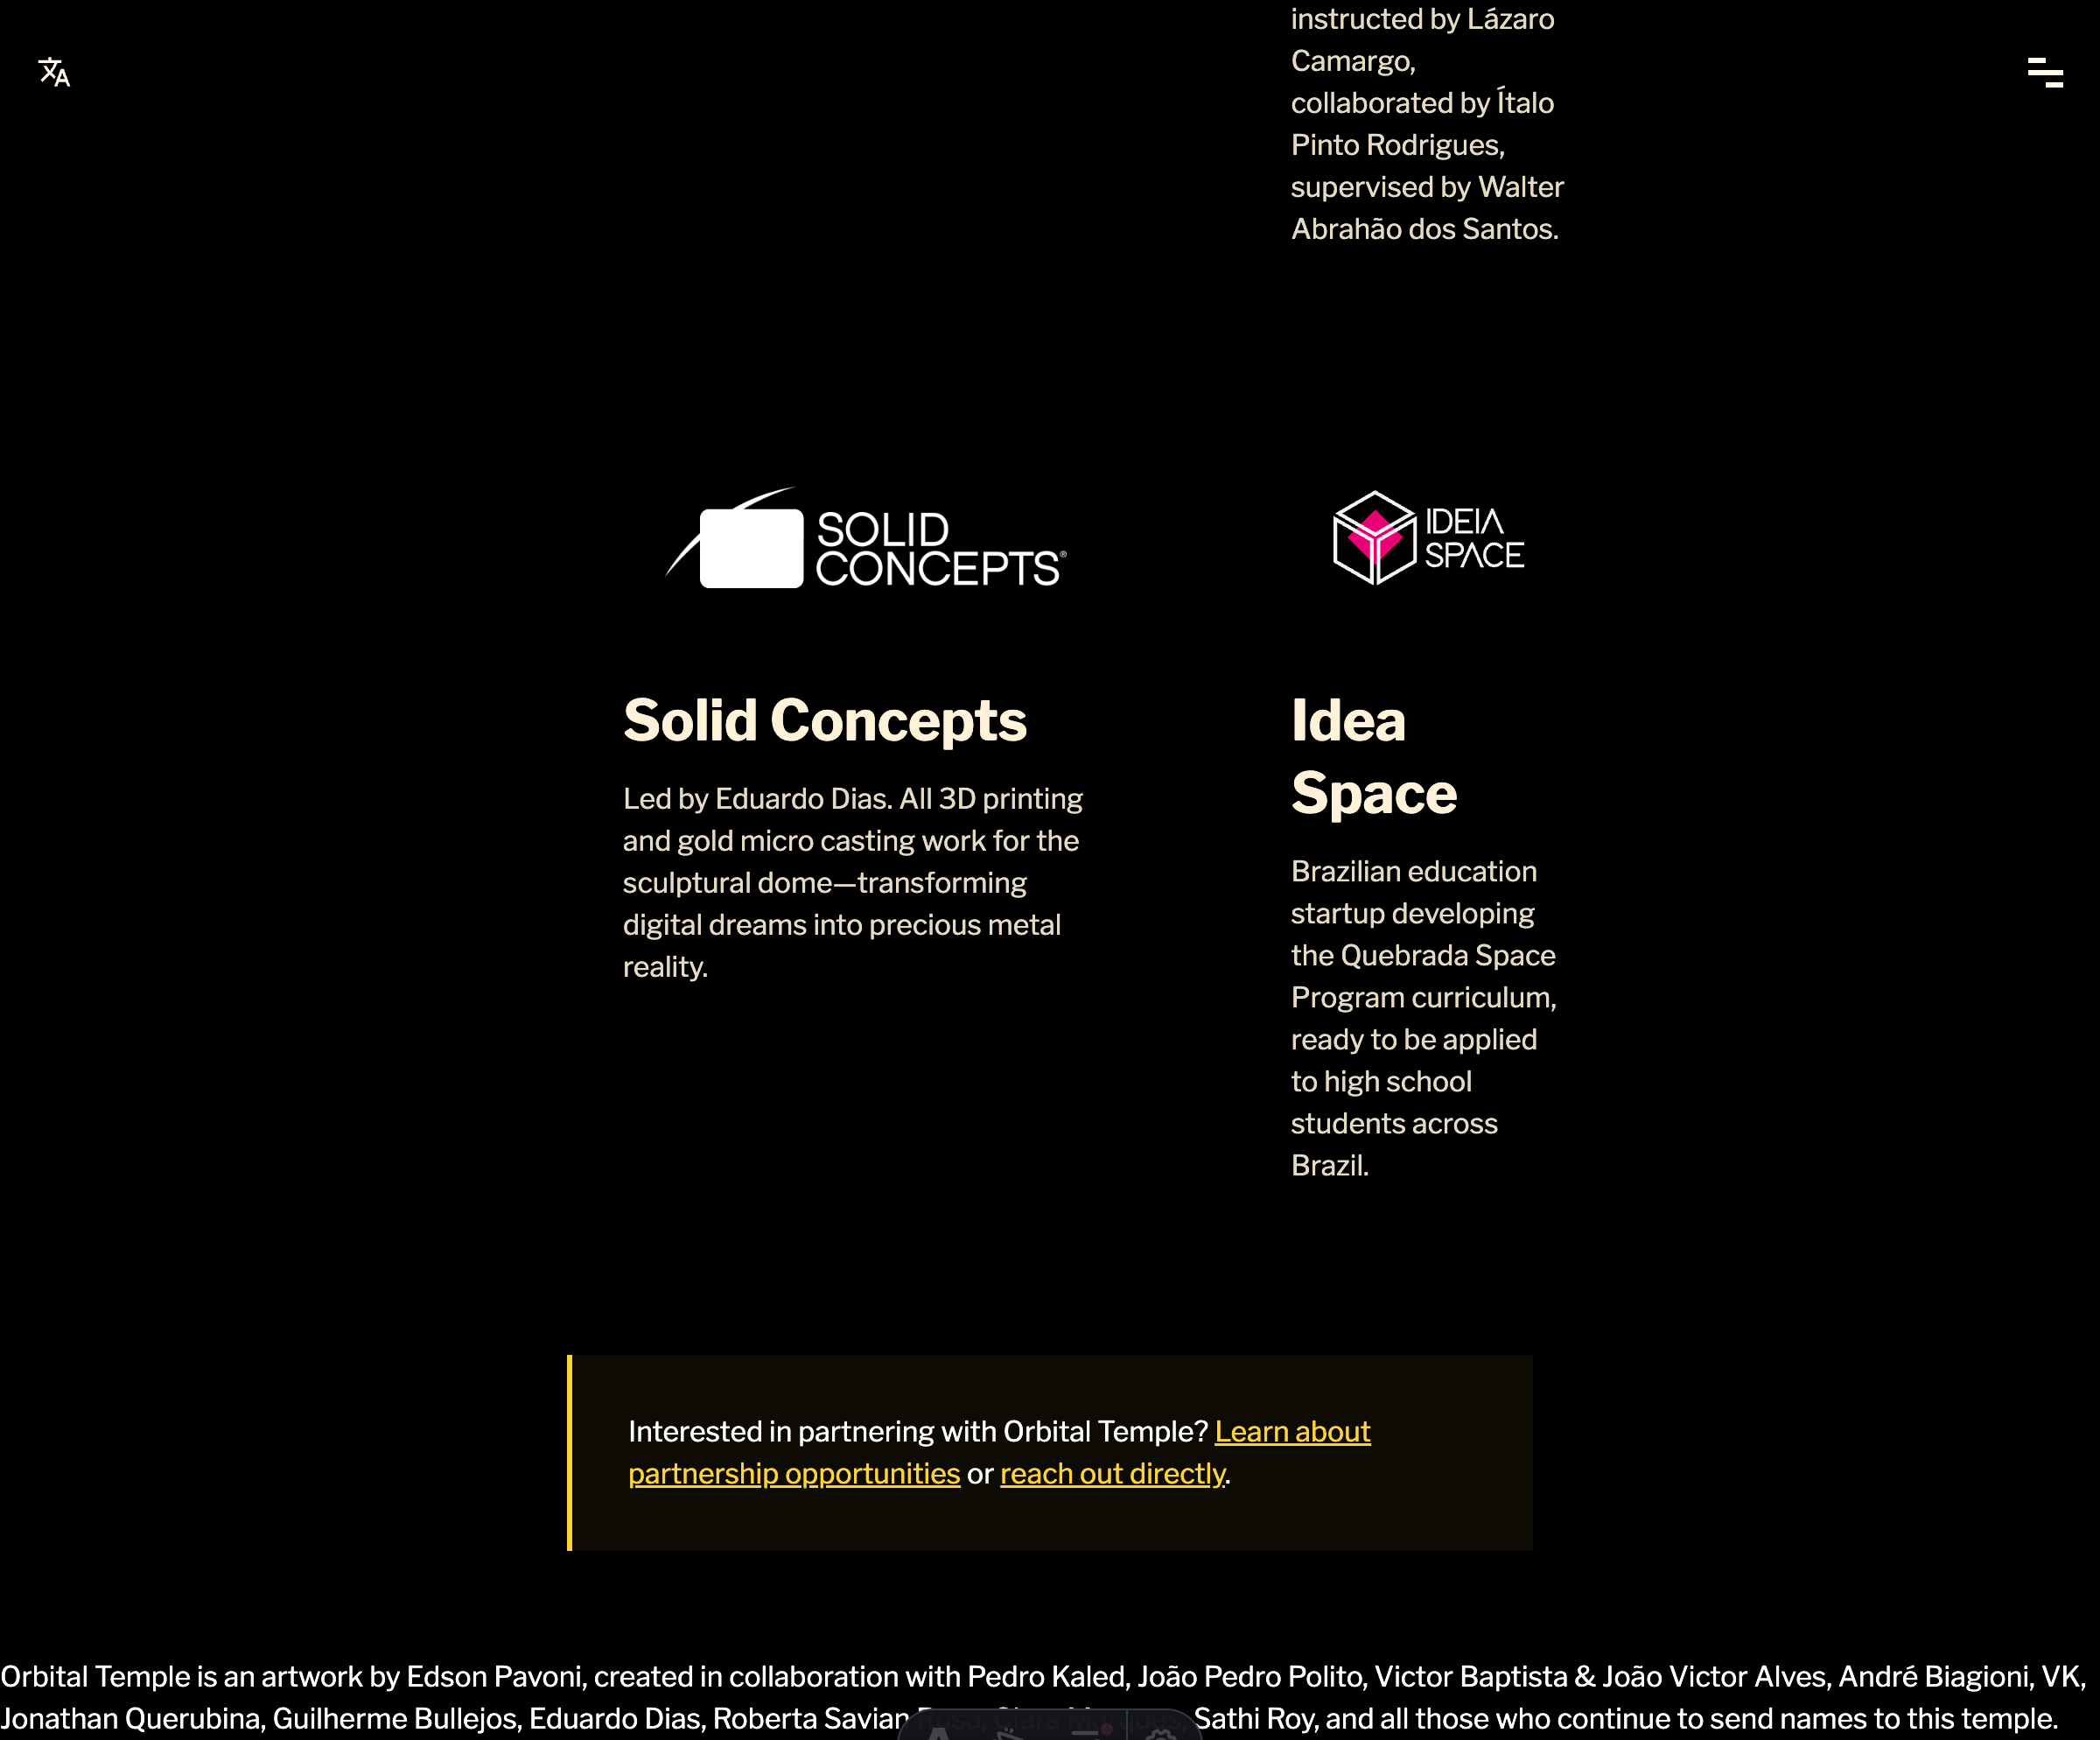 instructed by Lázaro
Camargo,
collaborated by Ítalo
Pinto Rodrigues,
supervised by Walter
Abrahão dos Santos.
SOLID
CONCEPTS®
IDEIA
SPACE
Solid Concepts
Led by Eduardo Dias. All 3D printing
and gold micro casting work for the
sculptural dome—transforming
digital dreams into precious metal
reality.
Idea
Space
Brazilian education
startup developing
the Quebrada Space
Program curriculum,
ready to be applied
to high school
students across
Brazil.
Interested in partnering with Orbital Temple? Learn about
partnership opportunities or reach out directly.
Orbital Temple is an artwork by Edson Pavoni, created in collaboration with Pedro Kaled, João Pedro Polito, Victor Baptista & João Victor Alves, André Biagioni, VK,
Jonathan Querubina, Guilherme Bullejos, Eduardo Dias, Roberta Savian Sathi Roy, and all those who continue to send names to this temple.